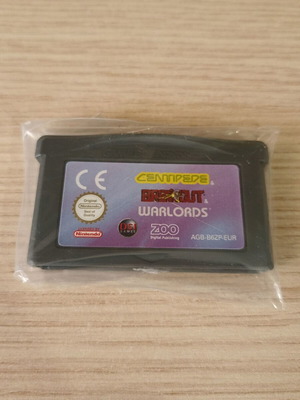 CENTIPEDE &
BREAKOUT
WARLORDS
CE
Original
Nintendo
Seal of
Quality
Nintendo
ZOO
Digital Publishing
AGB-B6ZP-EUR